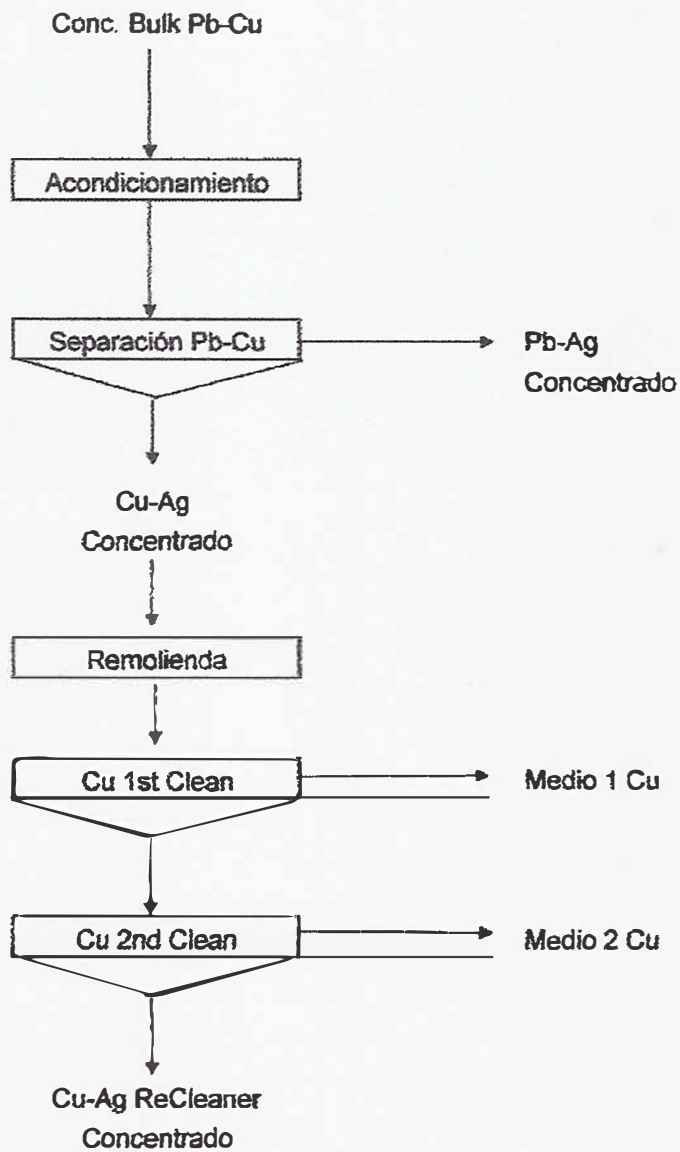 Conc. Bulk Pb-Cu
Acondicionamiento
Separación Pb-Cu
Pb-Ag
Concentrado
Cu-Ag
Concentrado
Remolienda
Cu 1st Clean
Medio 1 Cu
Cu 2nd Clean
Medio 2 Cu
Cu-Ag ReCleaner
Concentrado